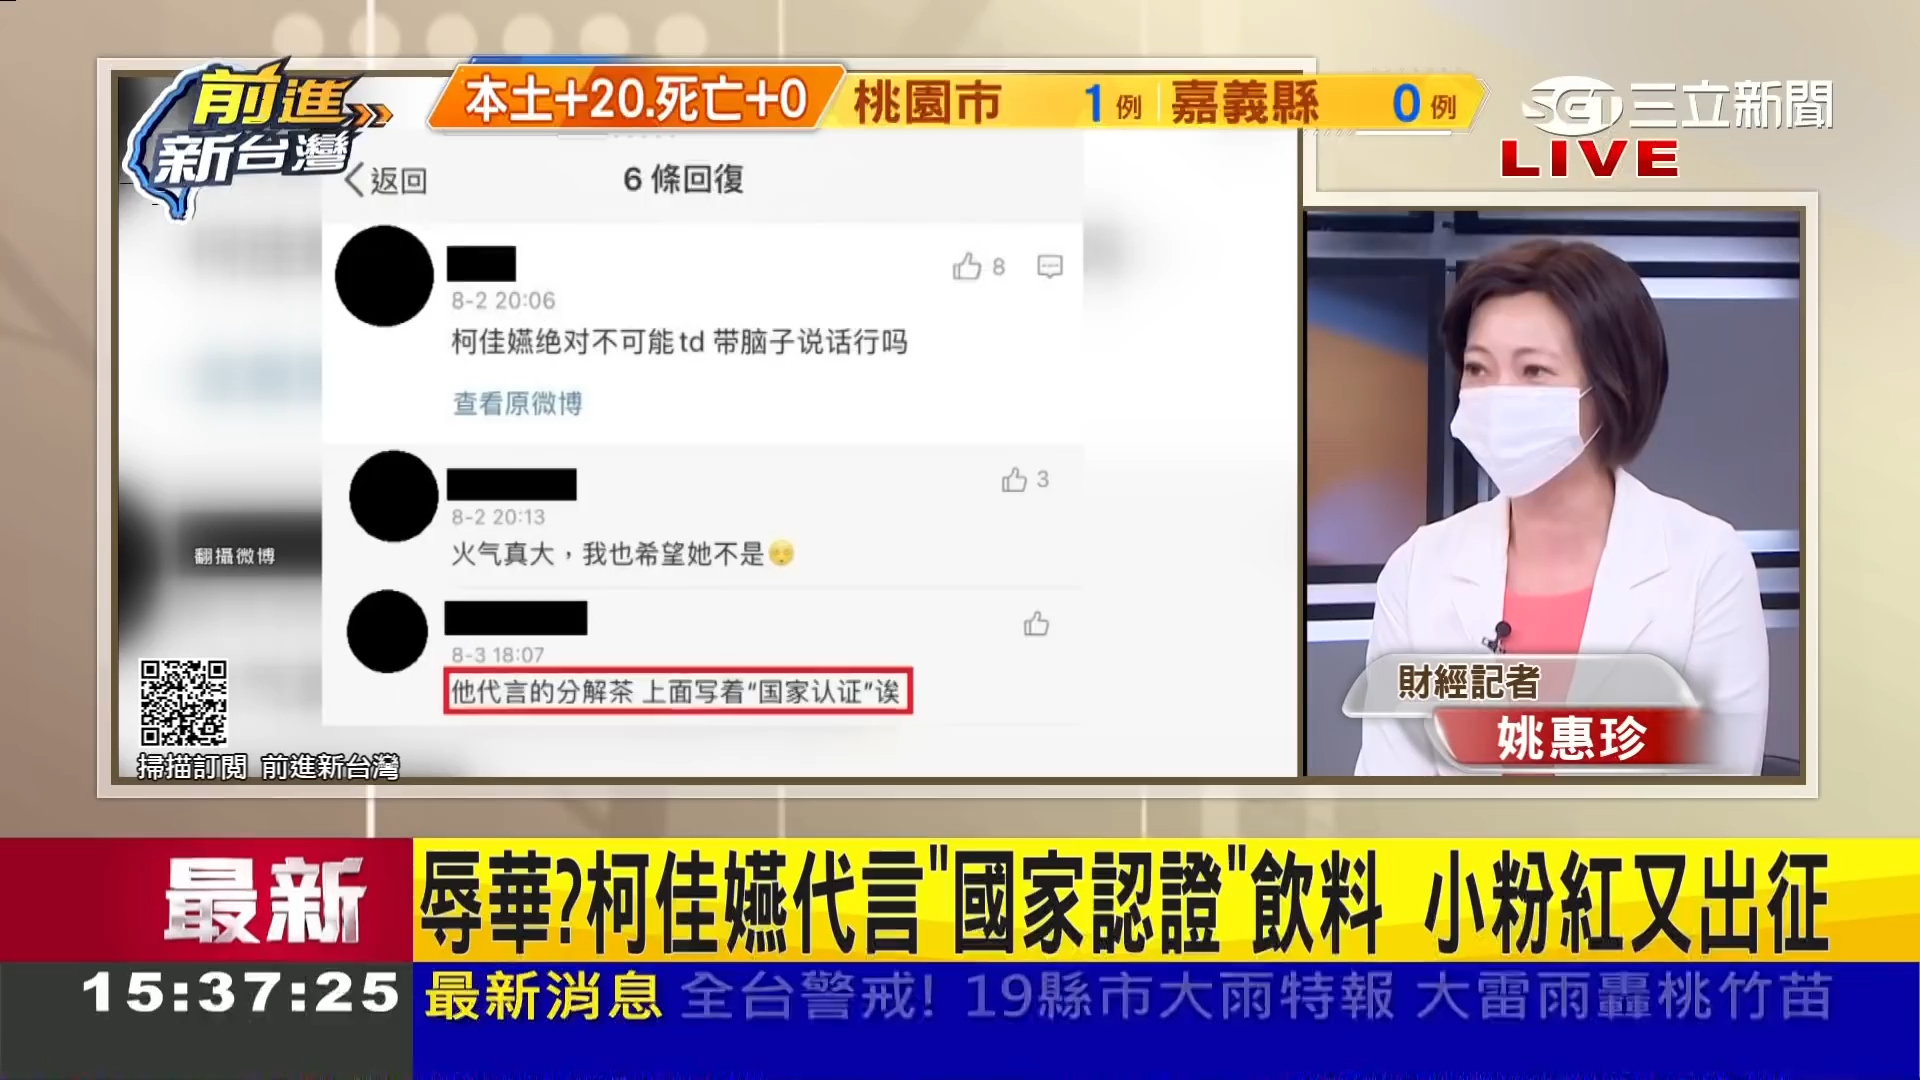 前進
新台灣
本土+20.死亡+0
桃園市 1例 嘉義縣 0例
SET三立新聞
LIVE
返回
6 條回復
8-2 20:06
8
柯佳嬿绝对不可能td 带脑子说话行吗
查看原微博
8-2 20:13
3
火气真大，我也希望她不是
8-3 18:07
他代言的分解茶 上面写着“国家认证”诶
翻攝微博
掃描訂閱 前進新台灣
財經記者
姚惠珍
最新
辱華?柯佳嬿代言"國家認證"飲料 小粉紅又出征
15:37:25
最新消息 全台警戒! 19縣市大雨特報 大雷雨轟桃竹苗